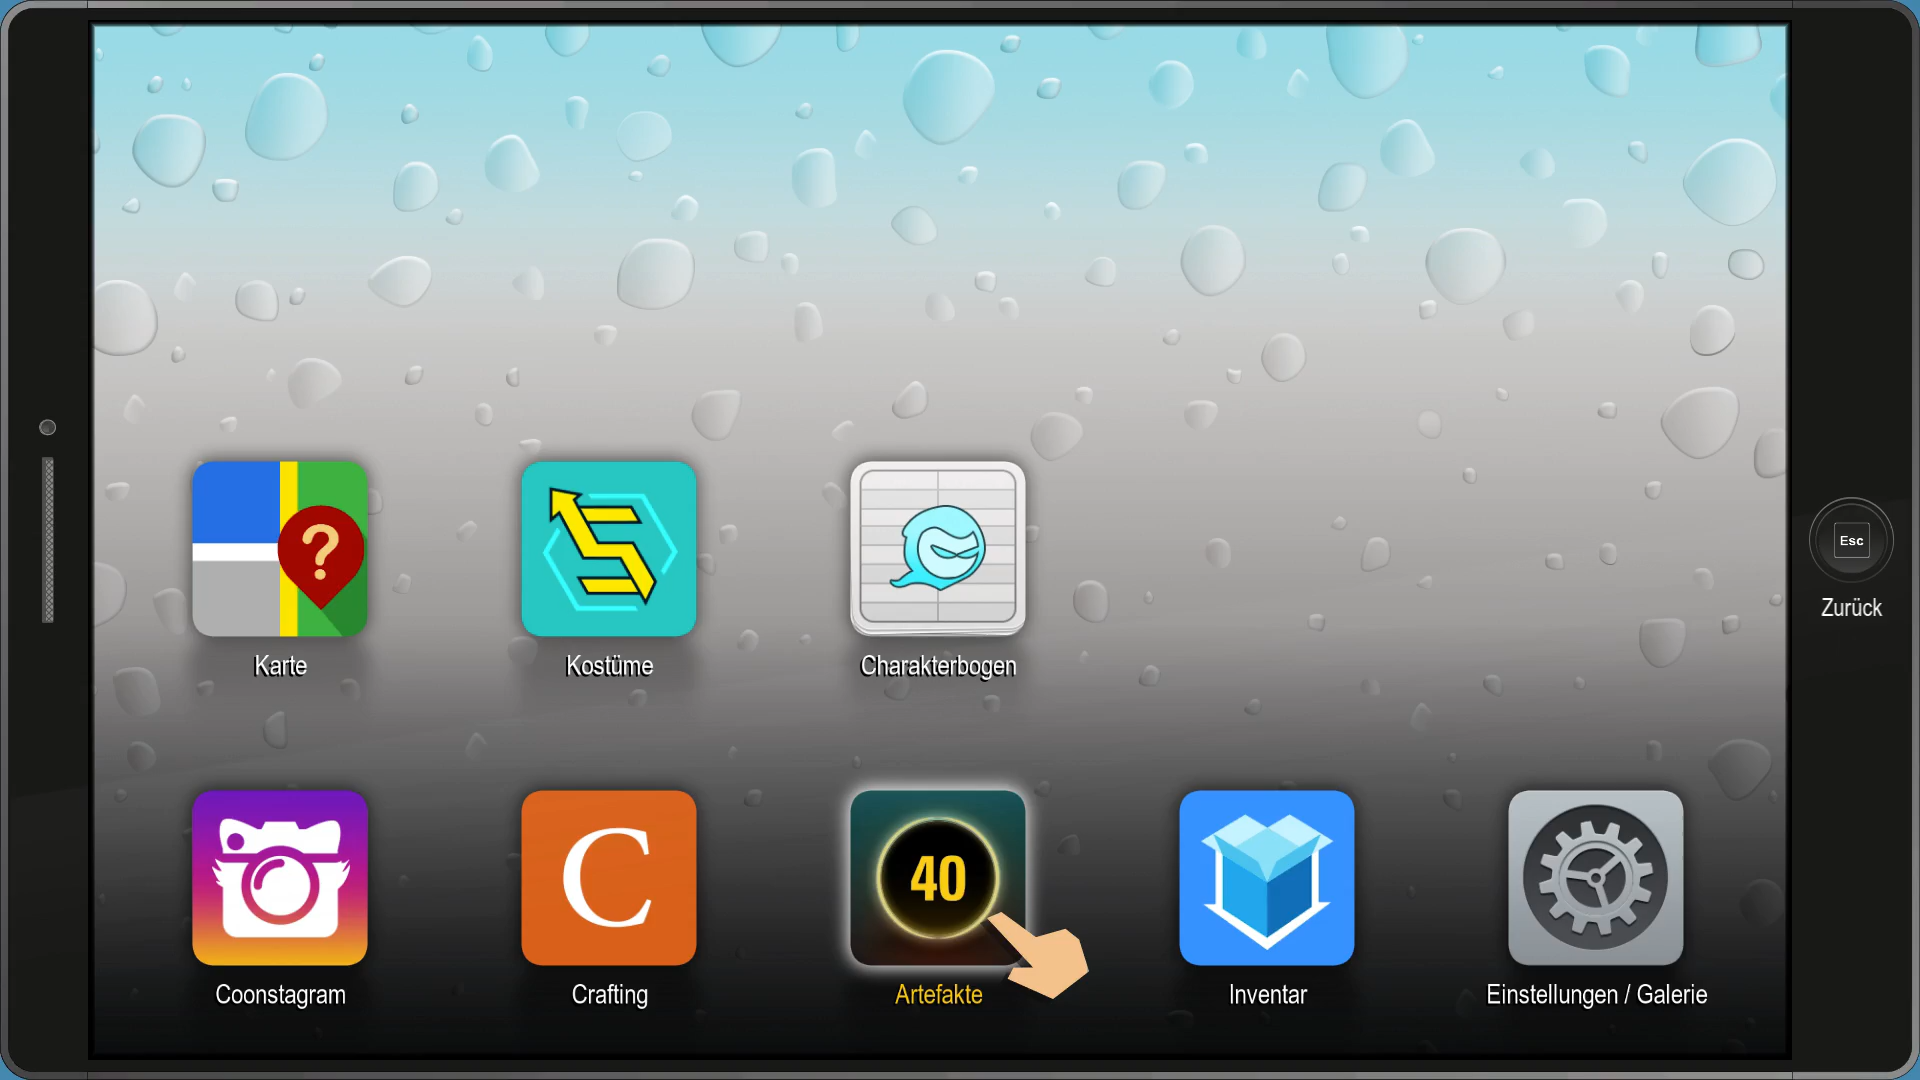 ?
Karte
Kostüme
Charakterbogen
Esc
Zurück
C
40
Coonstagram
Crafting
Artefakte
Inventar
Einstellungen / Galerie